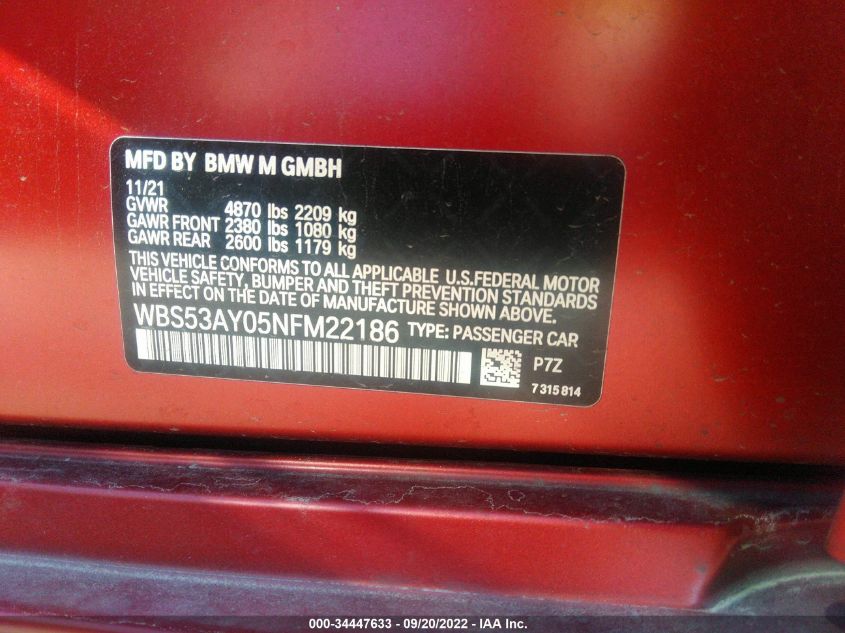 MFD BY BMW M GMBH
11/21
GVWR 4870 lbs 2209 kg
GAWR FRONT 2380 lbs 1080 kg
GAWR REAR 2600 lbs 1179 kg
THIS VEHICLE CONFORMS TO ALL APPLICABLE U.S.FEDERAL MOTOR
VEHICLE SAFETY, BUMPER AND THEFT PREVENTION STANDARDS
IN EFFECT ON THE DATE OF MANUFACTURE SHOWN ABOVE.
WBS53AY05NFM22186 TYPE: PASSENGER CAR
P7Z
7 315 814
000-34447633 - 09/20/2022 - IAA Inc.